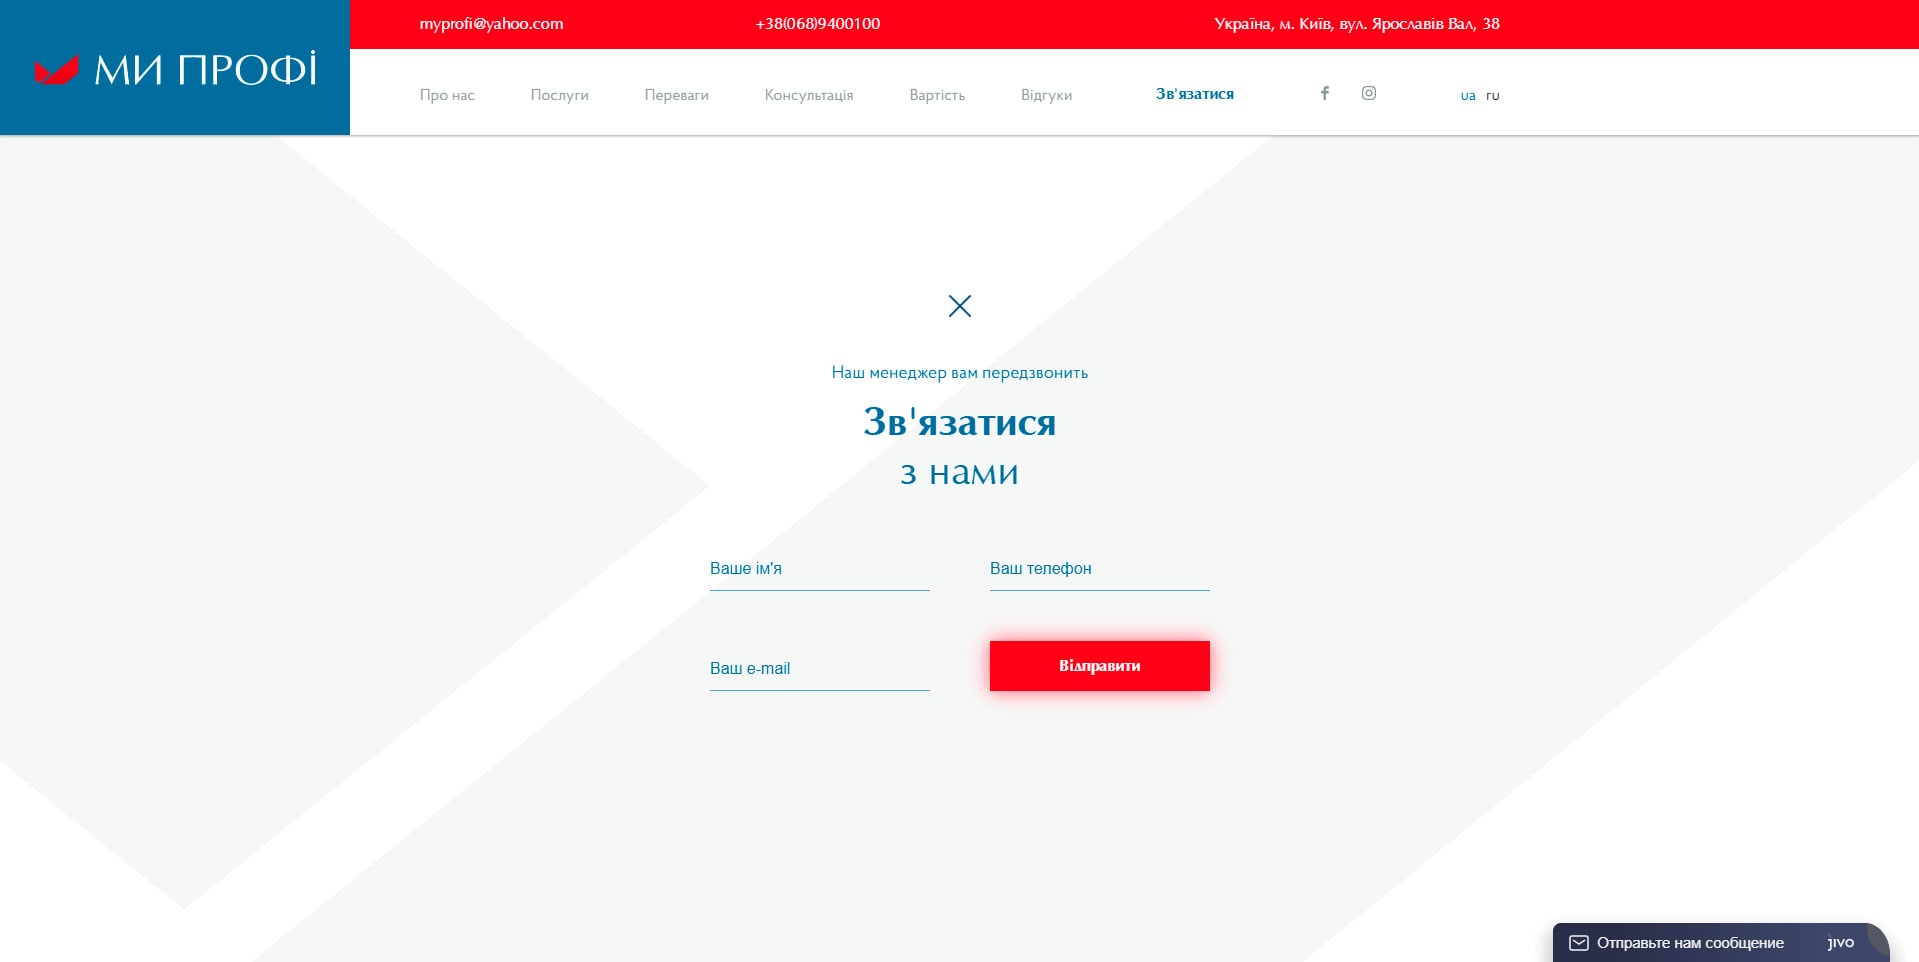 myprofi@yahoo.com
+38(068)9400100
Україна, м. Київ, вул. Ярославів Вал, 38
МИ ПРОФІ
Про нас
Послуги
Переваги
Консультація
Вартість
Відгуки
Зв'язатися
ua ru
Наш менеджер вам передзвонить
Зв'язатися
з нами
Ваше ім'я
Ваш телефон
Ваш e-mail
Відправити
Отправьте нам сообщение
jivo